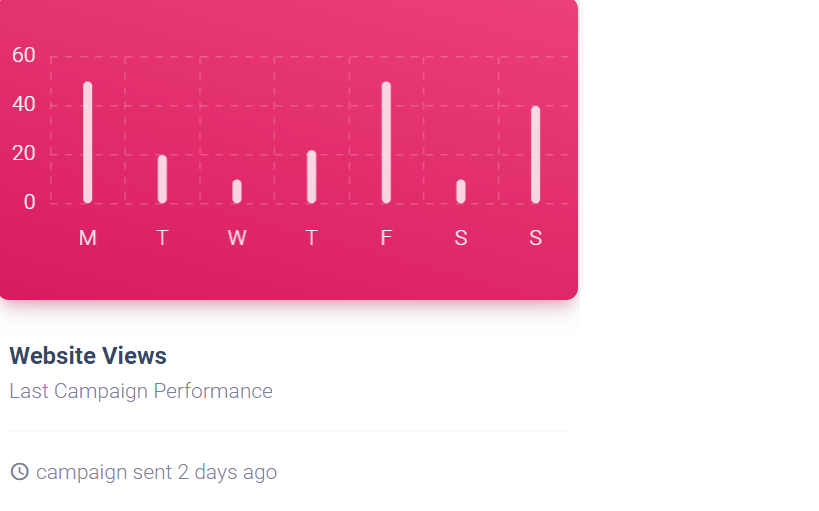 60
40
20
0
M T W T F S S
Website Views
Last Campaign Performance
campaign sent 2 days ago